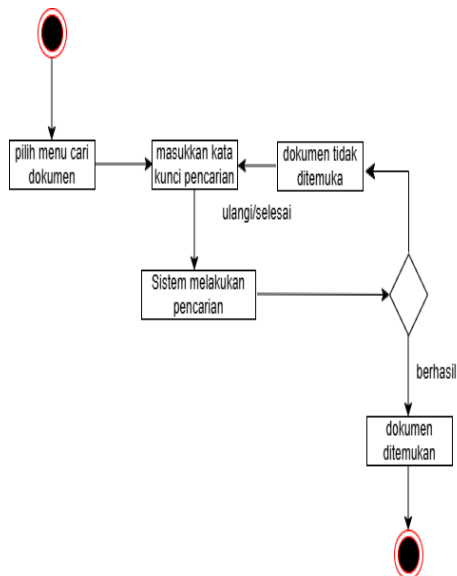 pilih menu cari
dokumen
masukkan kata
kunci pencarian
dokumen tidak
ditemuka
ulangi/selesai
Sistem melakukan
pencarian
berhasil
dokumen
ditemukan